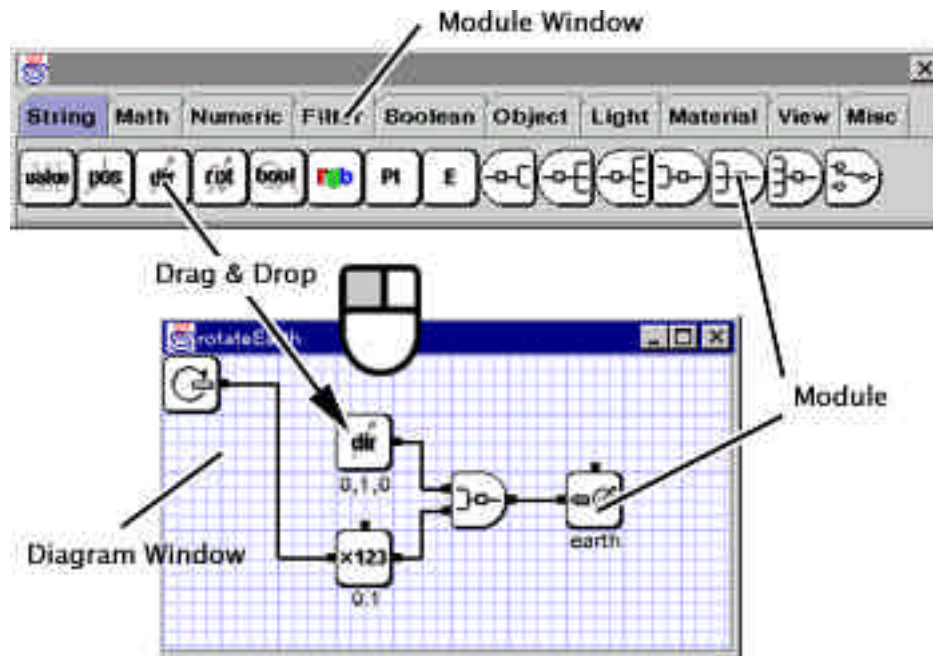 Module Window
String Math Numeric Filter Boolean Object Light Material View Misc
value pos dir rot bool rgb PI E
Drag & Drop
rotateEarth
Module
dir
0,1,0
earth
Diagram Window
×123
0.1